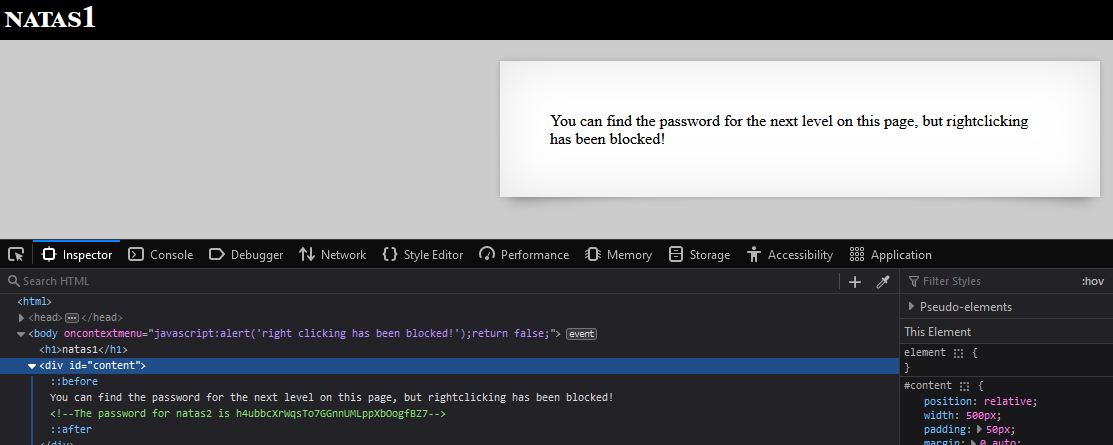 NATAS1
You can find the password for the next level on this page, but rightclicking
has been blocked!
Inspector Console Debugger Network Style Editor Performance Memory Storage Accessibility Application
Search HTML
Filter Styles :hov
<html>
<head> </head>
Pseudo-elements
<body oncontextmenu="javascript:alert('right clicking has been blocked!');return false;"> event
This Element
<h1>natas1</h1>
element {
<div id="content">
}
::before
#content {
You can find the password for the next level on this page, but rightclicking has been blocked!
position: relative;
<!--The password for natas2 is h4ubbcXrWqsTo7GGnnUMLppXbOogfBZ7-->
width: 500px;
padding: 50px;
::after
margin: 0 auto;
</div>